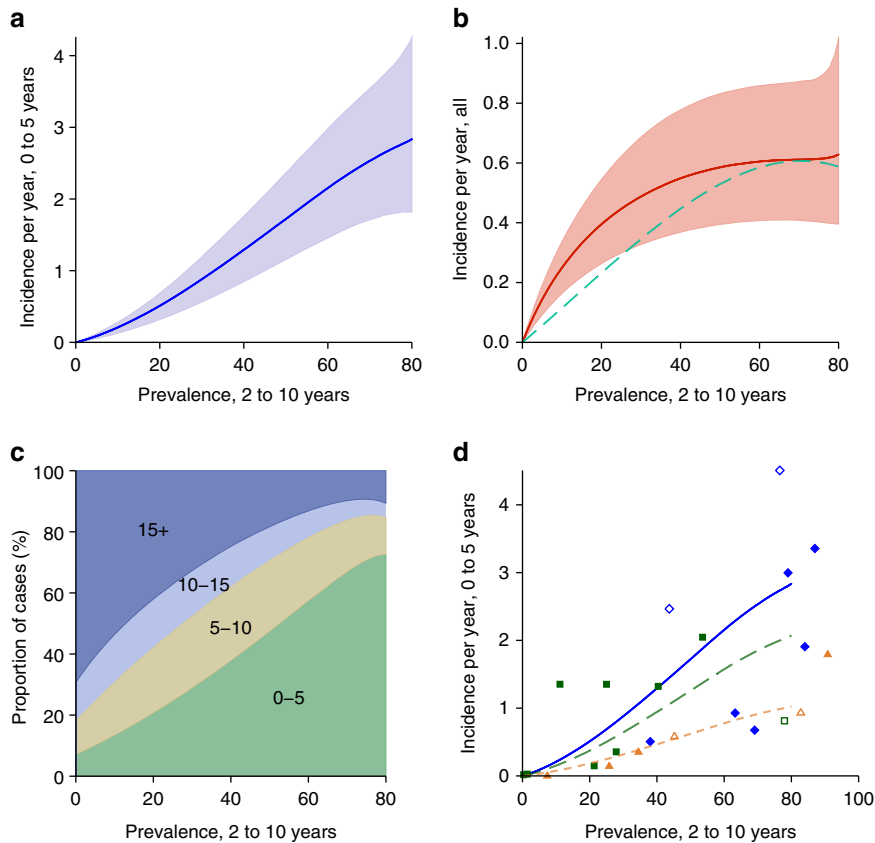 a
Incidence per year, 0 to 5 years
4
3
2
1
0
0 20 40 60 80
Prevalence, 2 to 10 years
b
Incidence per year, all
1.0
0.8
0.6
0.4
0.2
0.0
0 20 40 60 80
Prevalence, 2 to 10 years
c
Proportion of cases (%)
100
80
60
40
20
0
15+
10–15
5–10
0–5
0 20 40 60 80
Prevalence, 2 to 10 years
d
Incidence per year, 0 to 5 years
4
3
2
1
0
0 20 40 60 80 100
Prevalence, 2 to 10 years